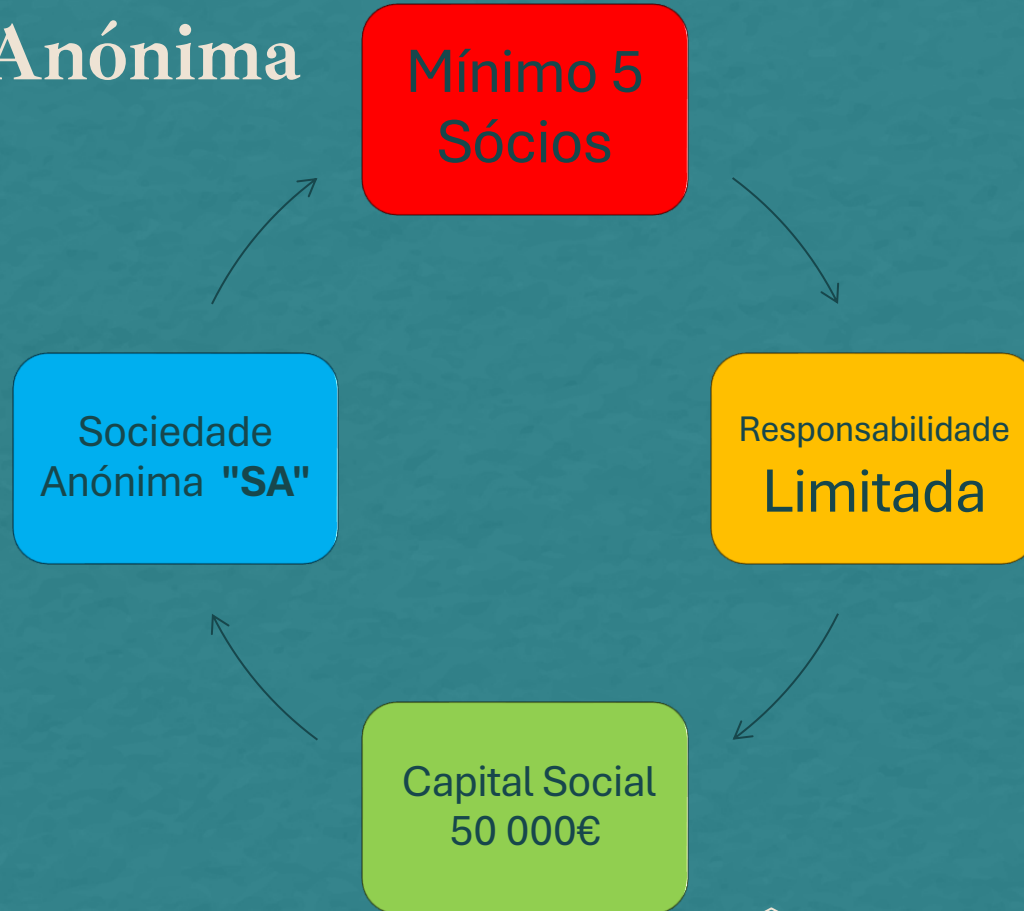 Anónima
Mínimo 5
Sócios
Responsabilidade
Limitada
Capital Social
50 000€
Sociedade
Anónima "SA"